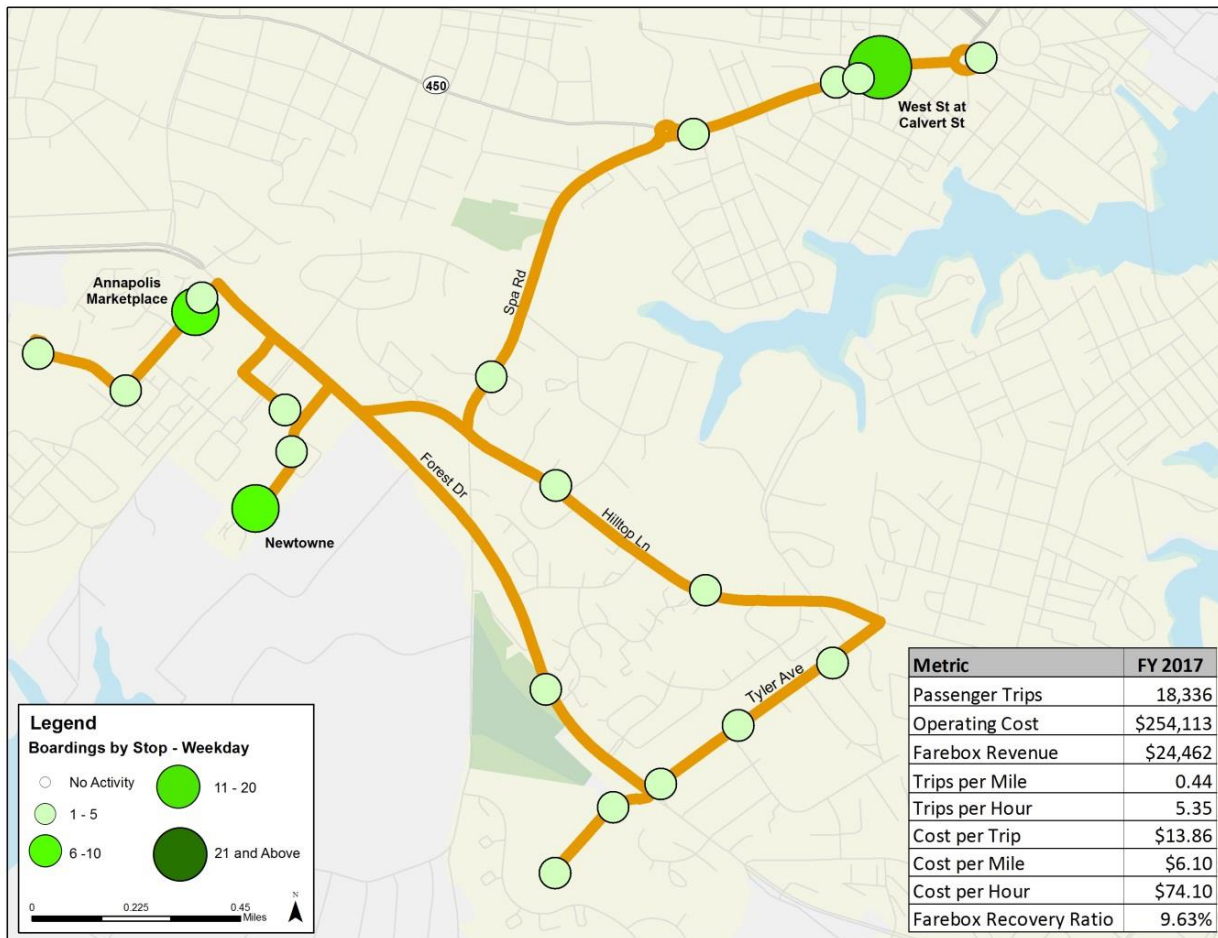 450
West St at
Calvert St
Annapolis
Marketplace
Spa Rd
Forest Dr
Newtowne
Hilltop Ln
Tyler Ave
Legend
Boardings by Stop - Weekday
No Activity
1 - 5
6 -10
11 - 20
21 and Above
0 0.225 0.45
Miles
N
Metric FY 2017
Passenger Trips 18,336
Operating Cost $254,113
Farebox Revenue $24,462
Trips per Mile 0.44
Trips per Hour 5.35
Cost per Trip $13.86
Cost per Mile $6.10
Cost per Hour $74.10
Farebox Recovery Ratio 9.63%